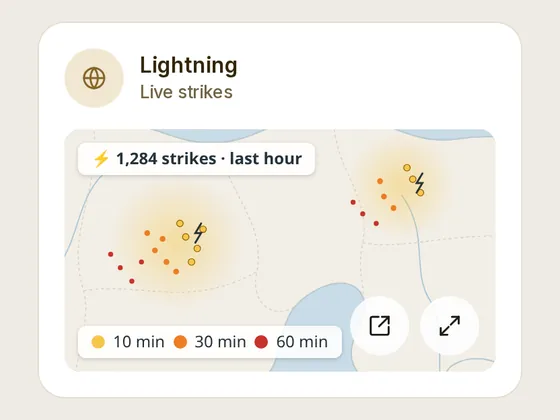 Lightning
Live strikes
⚡ 1,284 strikes · last hour
10 min 30 min 60 min